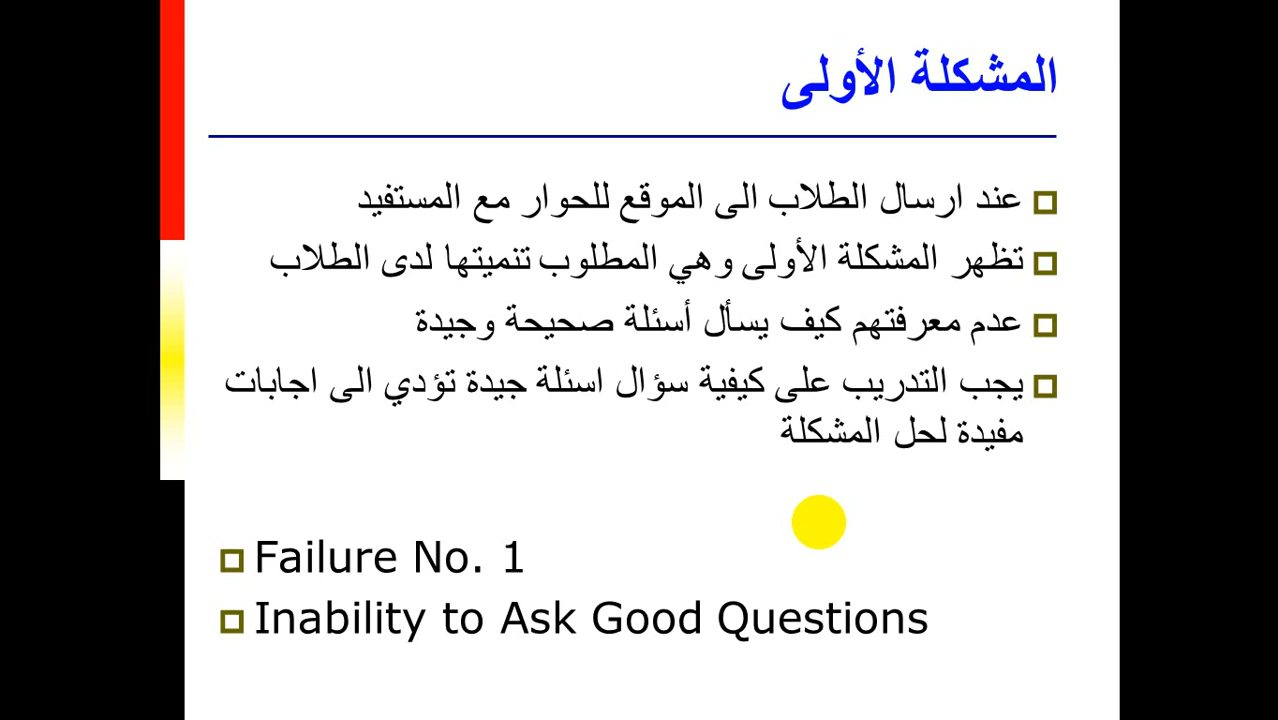 المشكلة الأولى
عند ارسال الطلاب الى الموقع للحوار مع المستفيد
تظهر المشكلة الأولى وهي المطلوب تنميتها لدى الطلاب
عدم معرفتهم كيف يسأل أسئلة صحيحة وجيدة
يجب التدريب على كيفية سؤال اسئلة جيدة تؤدي الى اجابات
مفيدة لحل المشكلة
Failure No. 1
Inability to Ask Good Questions